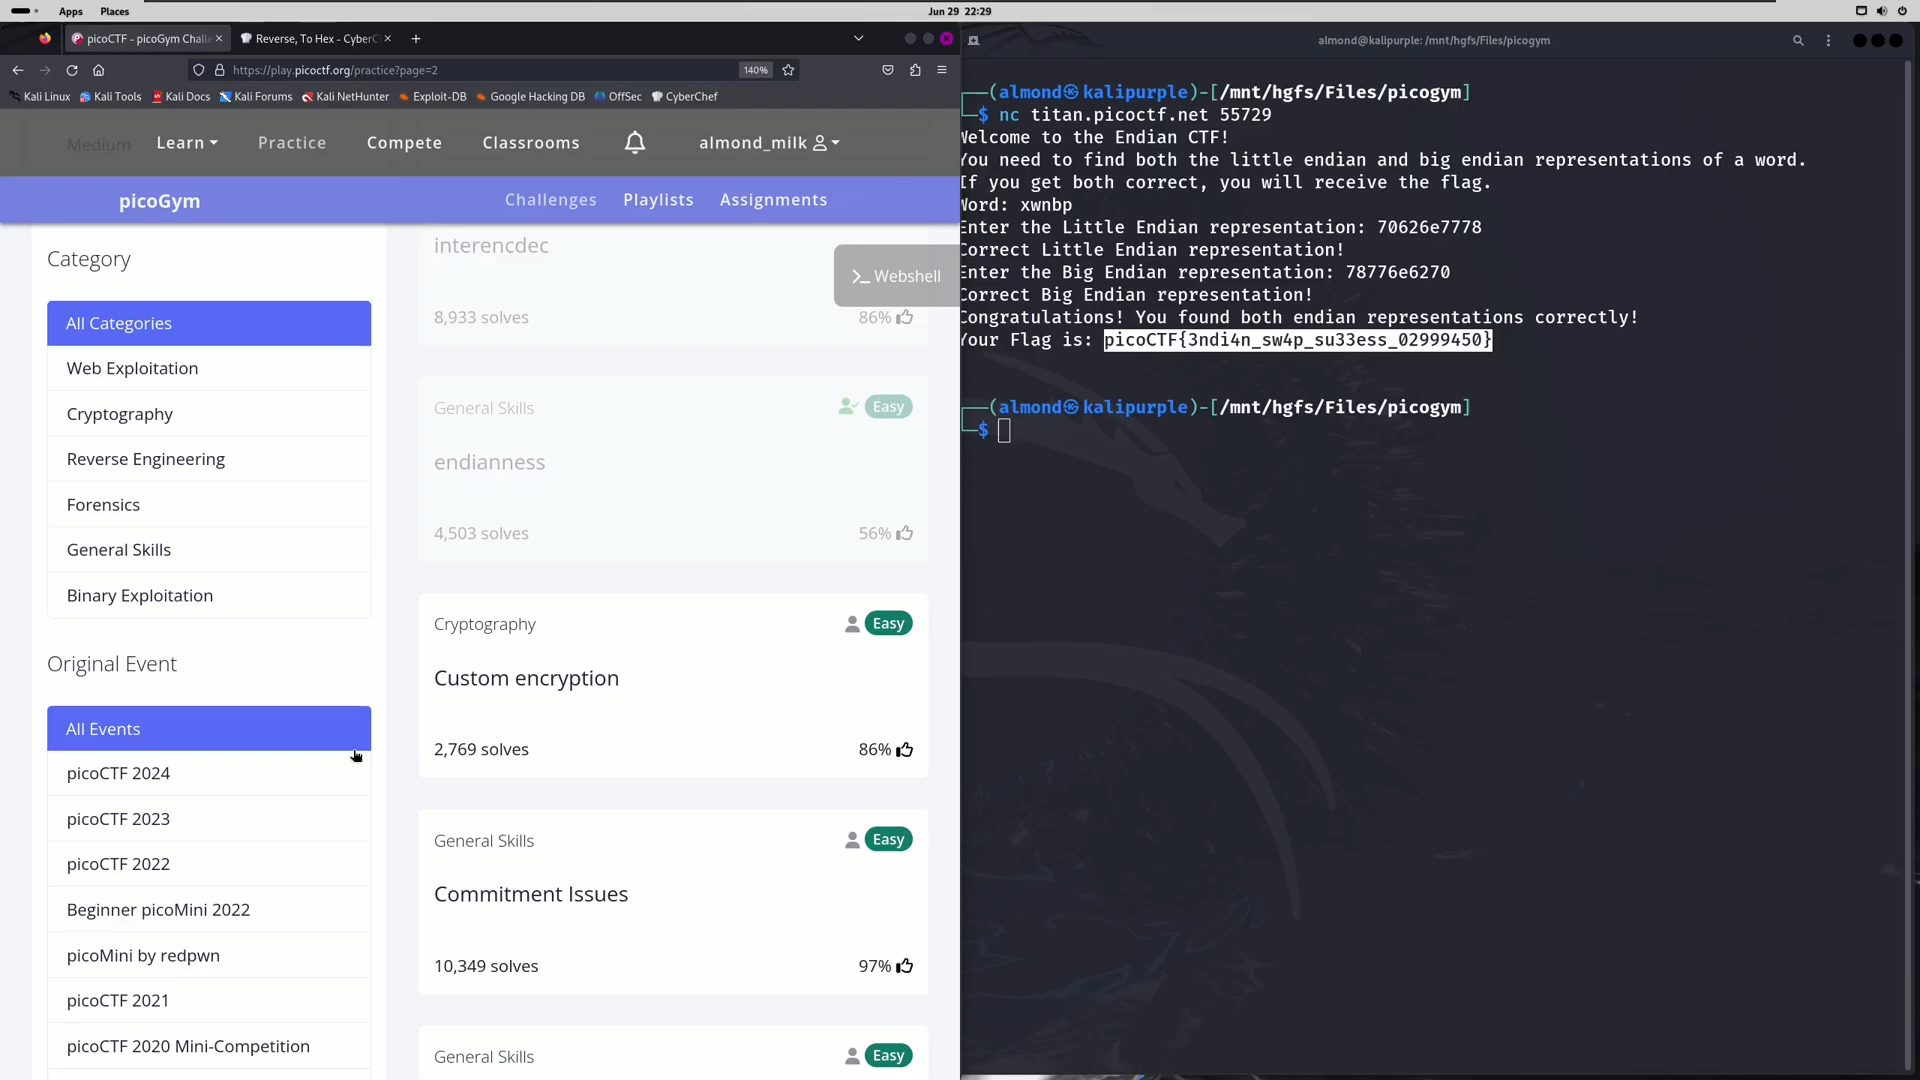 Apps Places
Jun 29 22:29
picoCTF - picoGym Challe
Reverse, To Hex - CyberC
https://play.picoctf.org/practice?page=2
140%
Kali Linux Kali Tools Kali Docs Kali Forums Kali NetHunter Exploit-DB Google Hacking DB OffSec CyberChef
Medium
Learn Practice Compete Classrooms almond_milk
picoGym Challenges Playlists Assignments
Category
All Categories
Web Exploitation
Cryptography
Reverse Engineering
Forensics
General Skills
Binary Exploitation
Original Event
All Events
picoCTF 2024
picoCTF 2023
picoCTF 2022
Beginner picoMini 2022
picoMini by redpwn
picoCTF 2021
picoCTF 2020 Mini-Competition
interencdec
>_ Webshell
8,933 solves 86%
General Skills Easy
endianness
4,503 solves 56%
Cryptography Easy
Custom encryption
2,769 solves 86%
General Skills Easy
Commitment Issues
10,349 solves 97%
General Skills Easy
almond@kalipurple: /mnt/hgfs/Files/picogym
(almond㉿kalipurple)-[/mnt/hgfs/Files/picogym]
$ nc titan.picoctf.net 55729
Welcome to the Endian CTF!
You need to find both the little endian and big endian representations of a word.
If you get both correct, you will receive the flag.
Word: xwnbp
Enter the Little Endian representation: 70626e7778
Correct Little Endian representation!
Enter the Big Endian representation: 78776e6270
Correct Big Endian representation!
Congratulations! You found both endian representations correctly!
Your Flag is: picoCTF{3ndi4n_sw4p_su33ess_02999450}
(almond㉿kalipurple)-[/mnt/hgfs/Files/picogym]
$